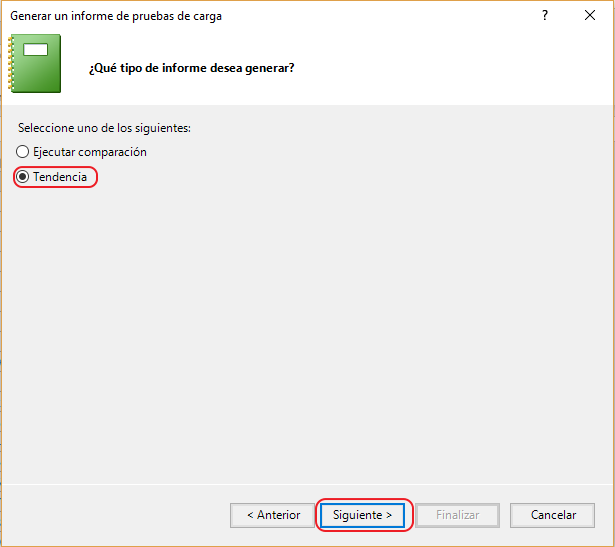 Generar un informe de pruebas de carga ?
¿Qué tipo de informe desea generar?
Seleccione uno de los siguientes:
Ejecutar comparación
Tendencia
< Anterior Siguiente > Finalizar Cancelar